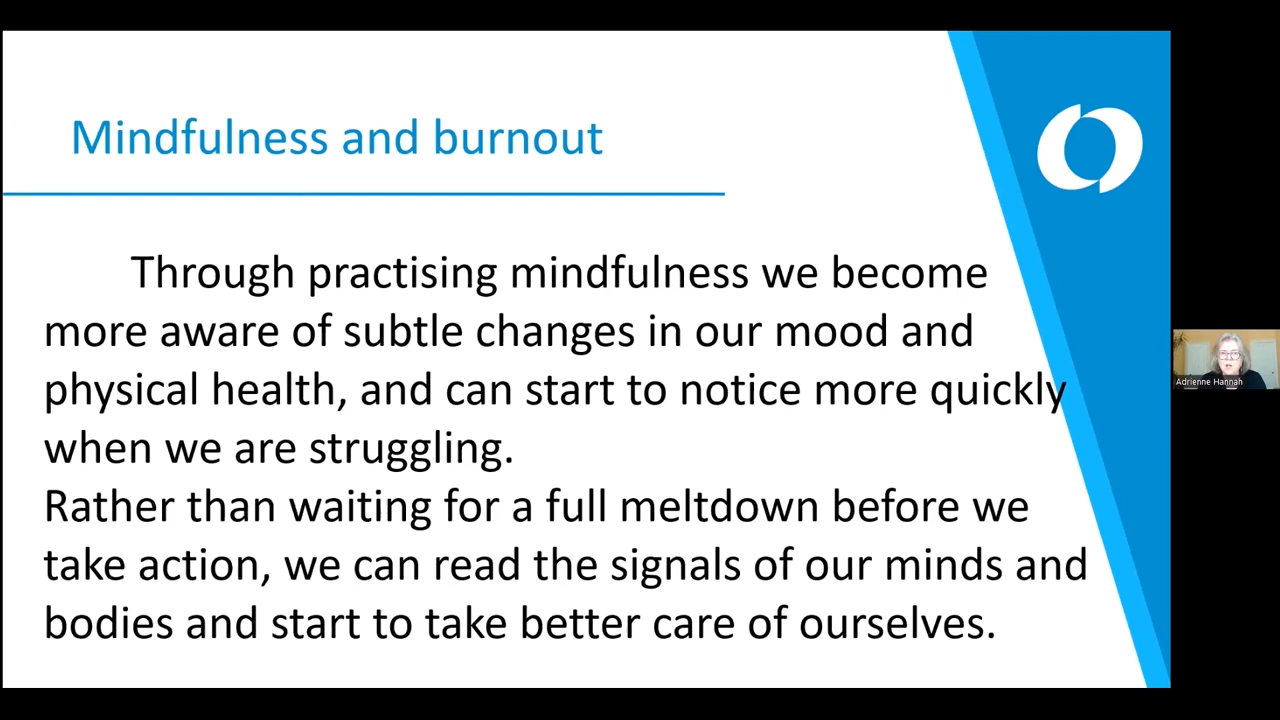 Mindfulness and burnout
Through practising mindfulness we become
more aware of subtle changes in our mood and
physical health, and can start to notice more quickly
when we are struggling.
Rather than waiting for a full meltdown before we
take action, we can read the signals of our minds and
bodies and start to take better care of ourselves.
Adrienne Hannah